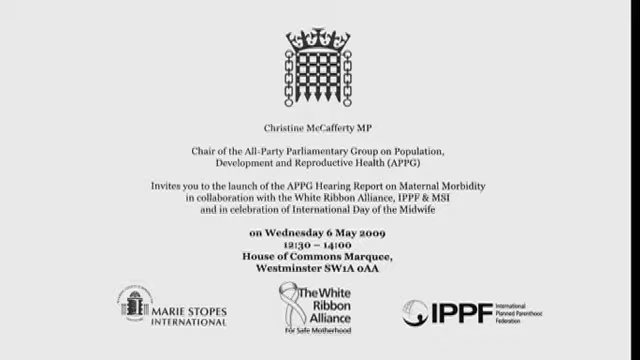 Christine McCafferty MP
Chair of the All-Party Parliamentary Group on Population,
Development and Reproductive Health (APPG)
Invites you to the launch of the APPG Hearing Report on Maternal Morbidity
in collaboration with the White Ribbon Alliance, IPPF & MSI
and in celebration of International Day of the Midwife
on Wednesday 6 May 2009
12:30 – 14:00
House of Commons Marquee,
Westminster SW1A 0AA
MARIE STOPES
INTERNATIONAL
The White
Ribbon
Alliance
For Safe Motherhood
IPPF
International
Planned Parenthood
Federation